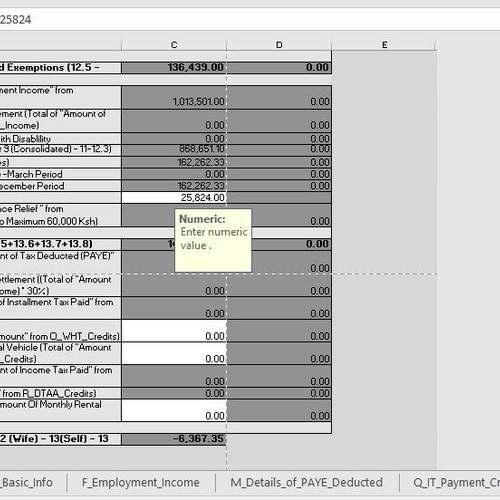 25824
C D E
d Exemptions (12.5 - 136,439.00 0.00
ment Income" from
1,013,501.00 0.00
ement (Total of "Amount of
_Income) 0.00 0.00
ith Disability 0.00 0.00
9 (Consolidated) - 11-12.3) 868,651.10 0.00
es) 162,262.33 0.00
-March Period 0.00 0.00
ecember Period 162,262.33 0.00
25,824.00
ce Relief " from
o Maximum 60,000 Ksh) 0.00
Numeric:
Enter numeric
value .
5+13.6+13.7+13.8) 0.00
nt of Tax Deducted (PAYE)"
0.00
ettlement ((Total of "Amount
ome) * 30%) 0.00 0.00
of Installment Tax Paid" from
0.00 0.00
mount" from Q_WHT_Credits) 0.00 0.00
al Vehicle (Total of "Amount
_Credits) 0.00 0.00
nt of Income Tax Paid" from
0.00 0.00
" from R_DTAA_Credits) 0.00 0.00
mount Of Monthly Rental
0.00 0.00
2 (Wife) - 13(Self) - 13 -6,367.35
_Basic_Info F_Employment_Income M_Details_of_PAYE_Deducted Q_IT_Payment_Cr